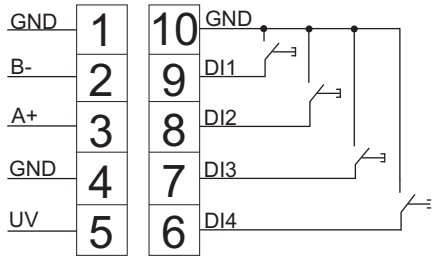 GND 1 10 GND
B- 2 9 DI1
A+ 3 8 DI2
GND 4 7 DI3
UV 5 6 DI4